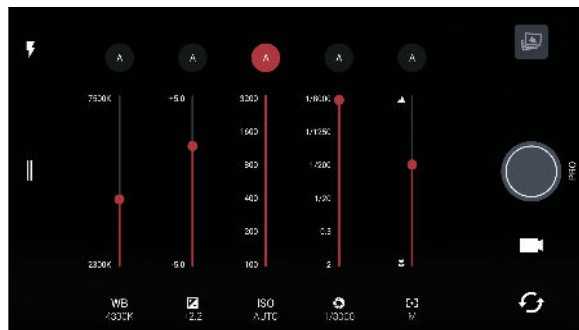 A A A A A
7500K +5.0 3200 1/8000
1600 1/1250
800 1/200
PRO
400 1/20
200 0.3
2300K -5.0 100 2
WB ISO
AUTO M